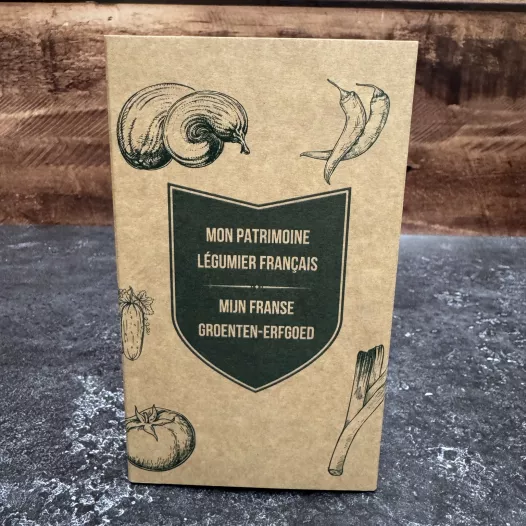 MON PATRIMOINE
LÉGUMIER FRANÇAIS
MIJN FRANSE
GROENTEN-ERFGOED